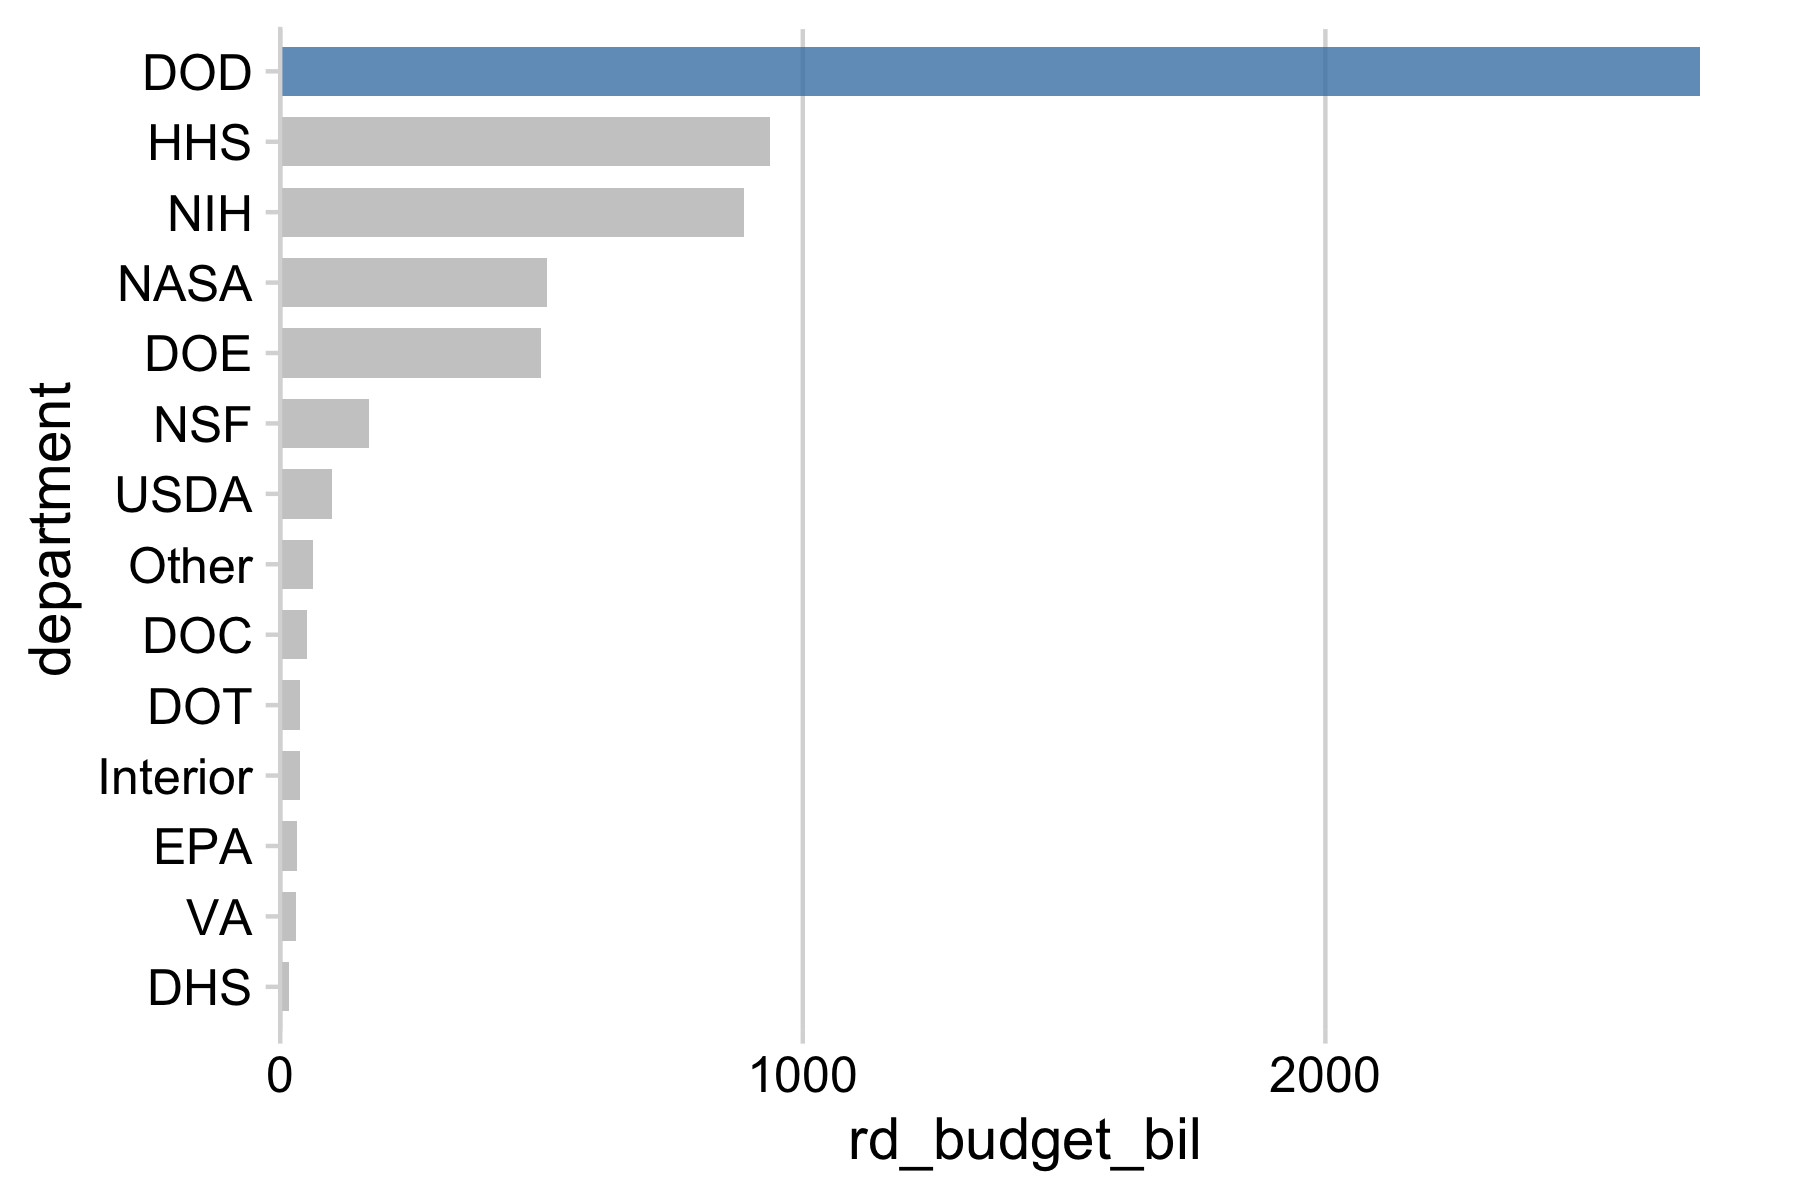 DOD
HHS
NIH
NASA
DOE
NSF
USDA
Other
DOC
DOT
Interior
EPA
VA
DHS
department
0 1000 2000
rd_budget_bil